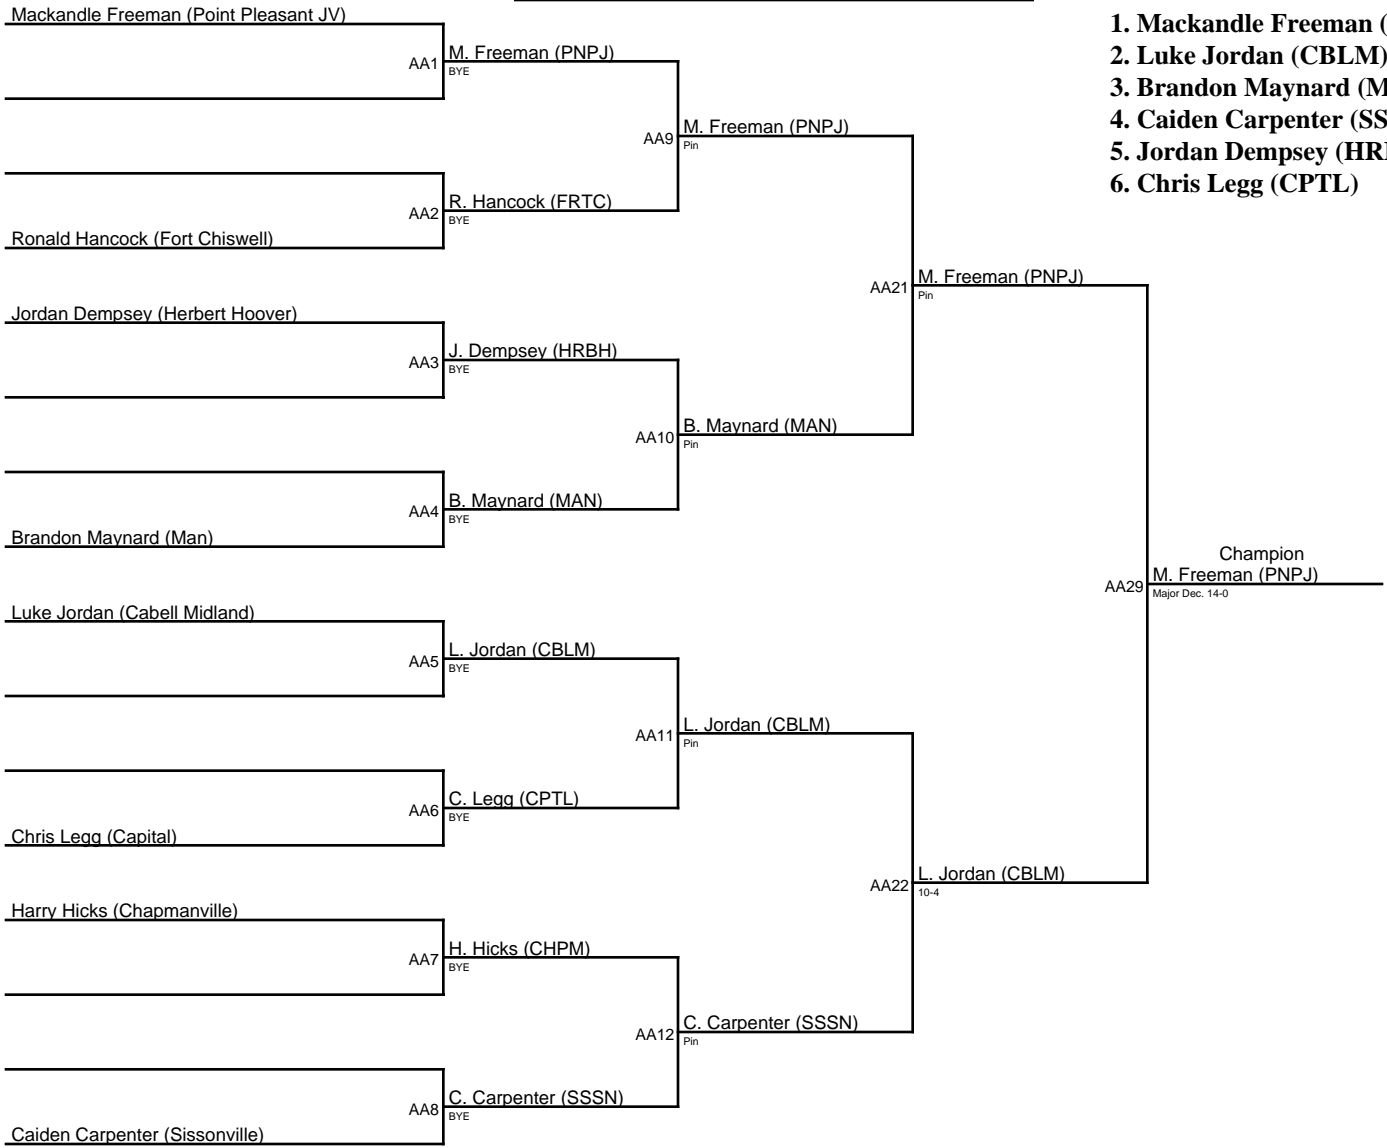 Mackandle Freeman (Point Pleasant JV)
AA1
M. Freeman (PNPJ)
BYE
AA9
M. Freeman (PNPJ)
Pin
AA2
R. Hancock (FRTC)
BYE
Ronald Hancock (Fort Chiswell)
AA21
M. Freeman (PNPJ)
Pin
Jordan Dempsey (Herbert Hoover)
AA3
J. Dempsey (HRBH)
BYE
AA10
B. Maynard (MAN)
Pin
AA4
B. Maynard (MAN)
BYE
Brandon Maynard (Man)
Champion
AA29
M. Freeman (PNPJ)
Major Dec. 14-0
Luke Jordan (Cabell Midland)
AA5
L. Jordan (CBLM)
BYE
AA11
L. Jordan (CBLM)
Pin
AA6
C. Legg (CPTL)
BYE
Chris Legg (Capital)
AA22
L. Jordan (CBLM)
10-4
Harry Hicks (Chapmanville)
AA7
H. Hicks (CHPM)
BYE
AA12
C. Carpenter (SSSN)
Pin
AA8
C. Carpenter (SSSN)
BYE
Caiden Carpenter (Sissonville)
1. Mackandle Freeman (
2. Luke Jordan (CBLM)
3. Brandon Maynard (M
4. Caiden Carpenter (SS
5. Jordan Dempsey (HR
6. Chris Legg (CPTL)